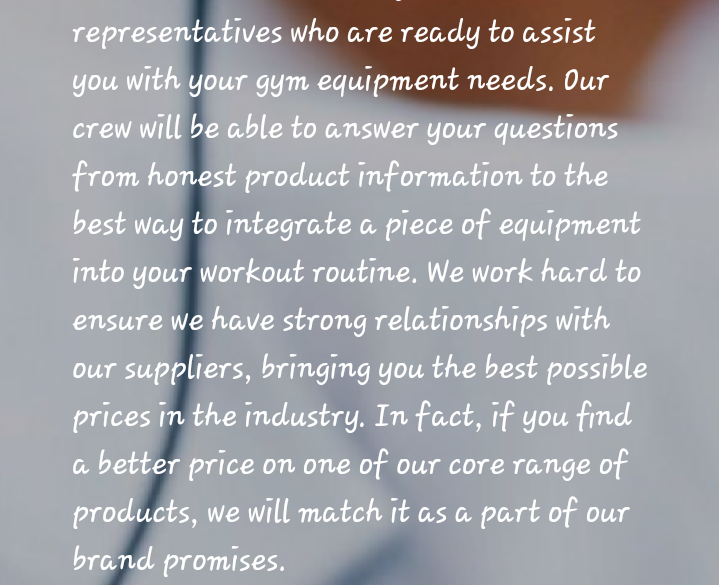 representatives who are ready to assist
you with your gym equipment needs. Our
crew will be able to answer your questions
from honest product information to the
best way to integrate a piece of equipment
into your workout routine. We work hard to
ensure we have strong relationships with
our suppliers, bringing you the best possible
prices in the industry. In fact, if you find
a better price on one of our core range of
products, we will match it as a part of our
brand promises.